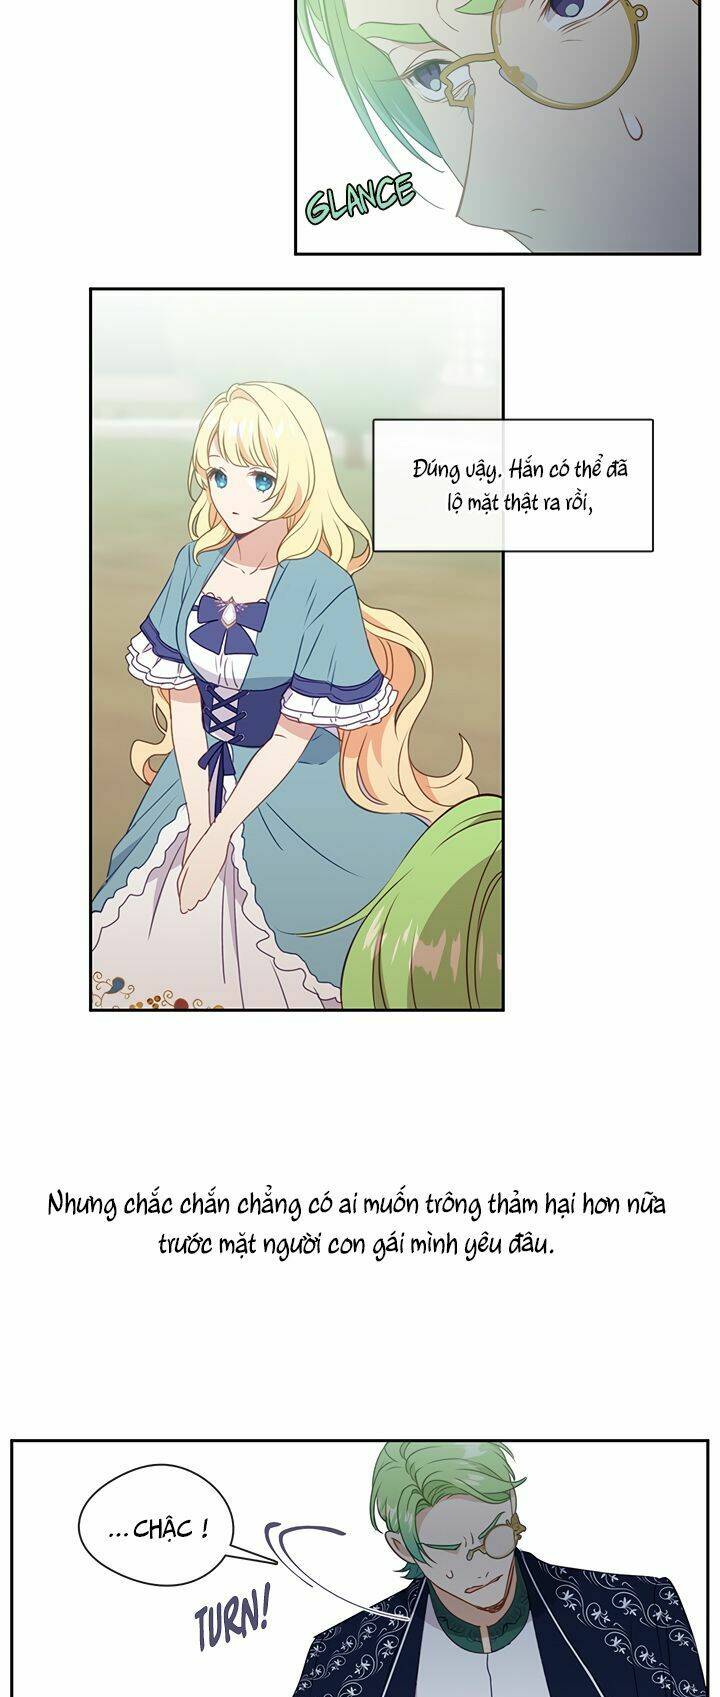 GLANCE
Đúng vậy. Hắn có thể đã
lộ mặt thật ra rồi,
Nhưng chắc chắn chẳng có ai muốn trông thảm hại hơn nữa
trước mặt người con gái mình yêu đâu.
...CHẬC !
TURN!